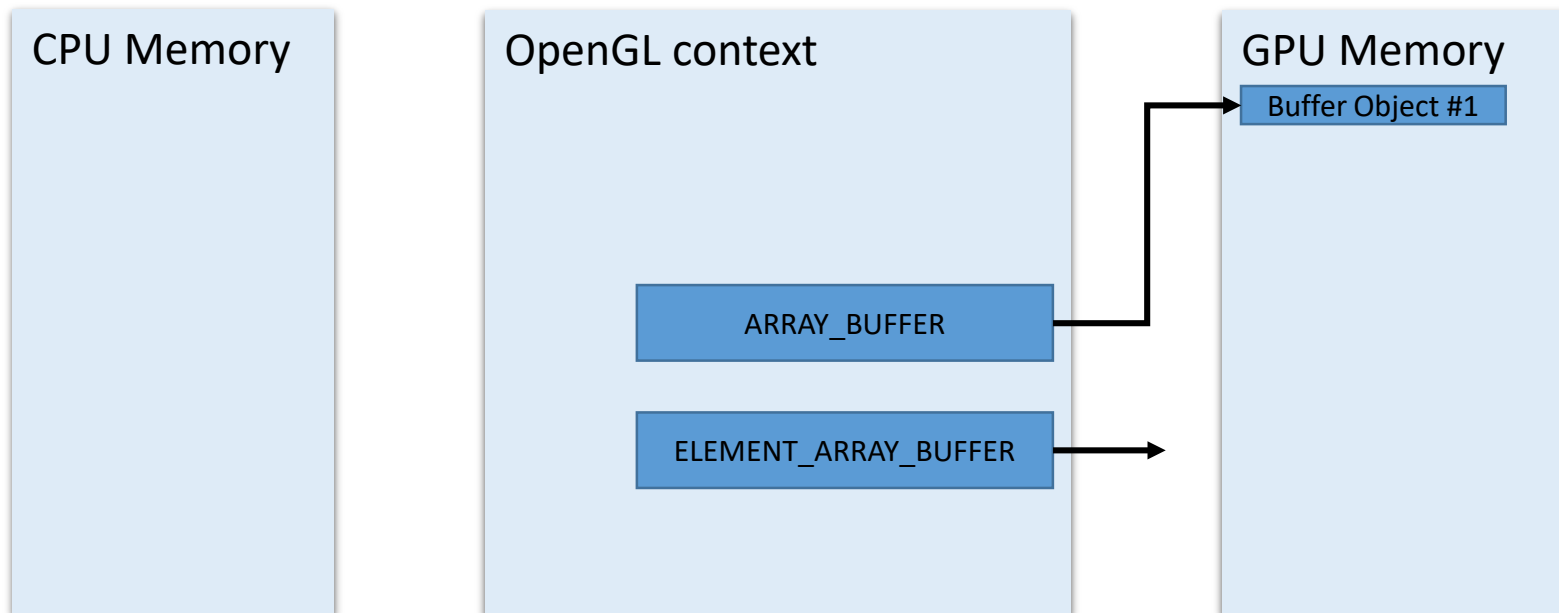 CPU Memory
OpenGL context
GPU Memory
Buffer Object #1
ARRAY_BUFFER
ELEMENT_ARRAY_BUFFER